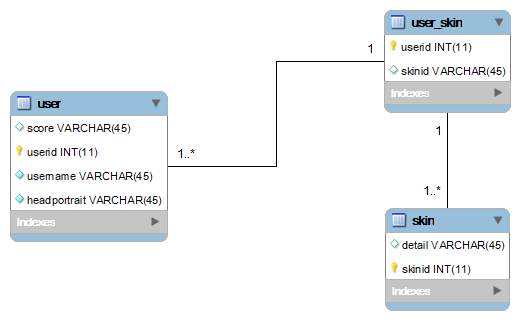 user_skin
userid INT(11)
skinid VARCHAR(45)
Indexes
1
user
score VARCHAR(45)
userid INT(11)
username VARCHAR(45)
headportrait VARCHAR(45)
Indexes
1..*
1
1..*
skin
detail VARCHAR(45)
skinid INT(11)
Indexes